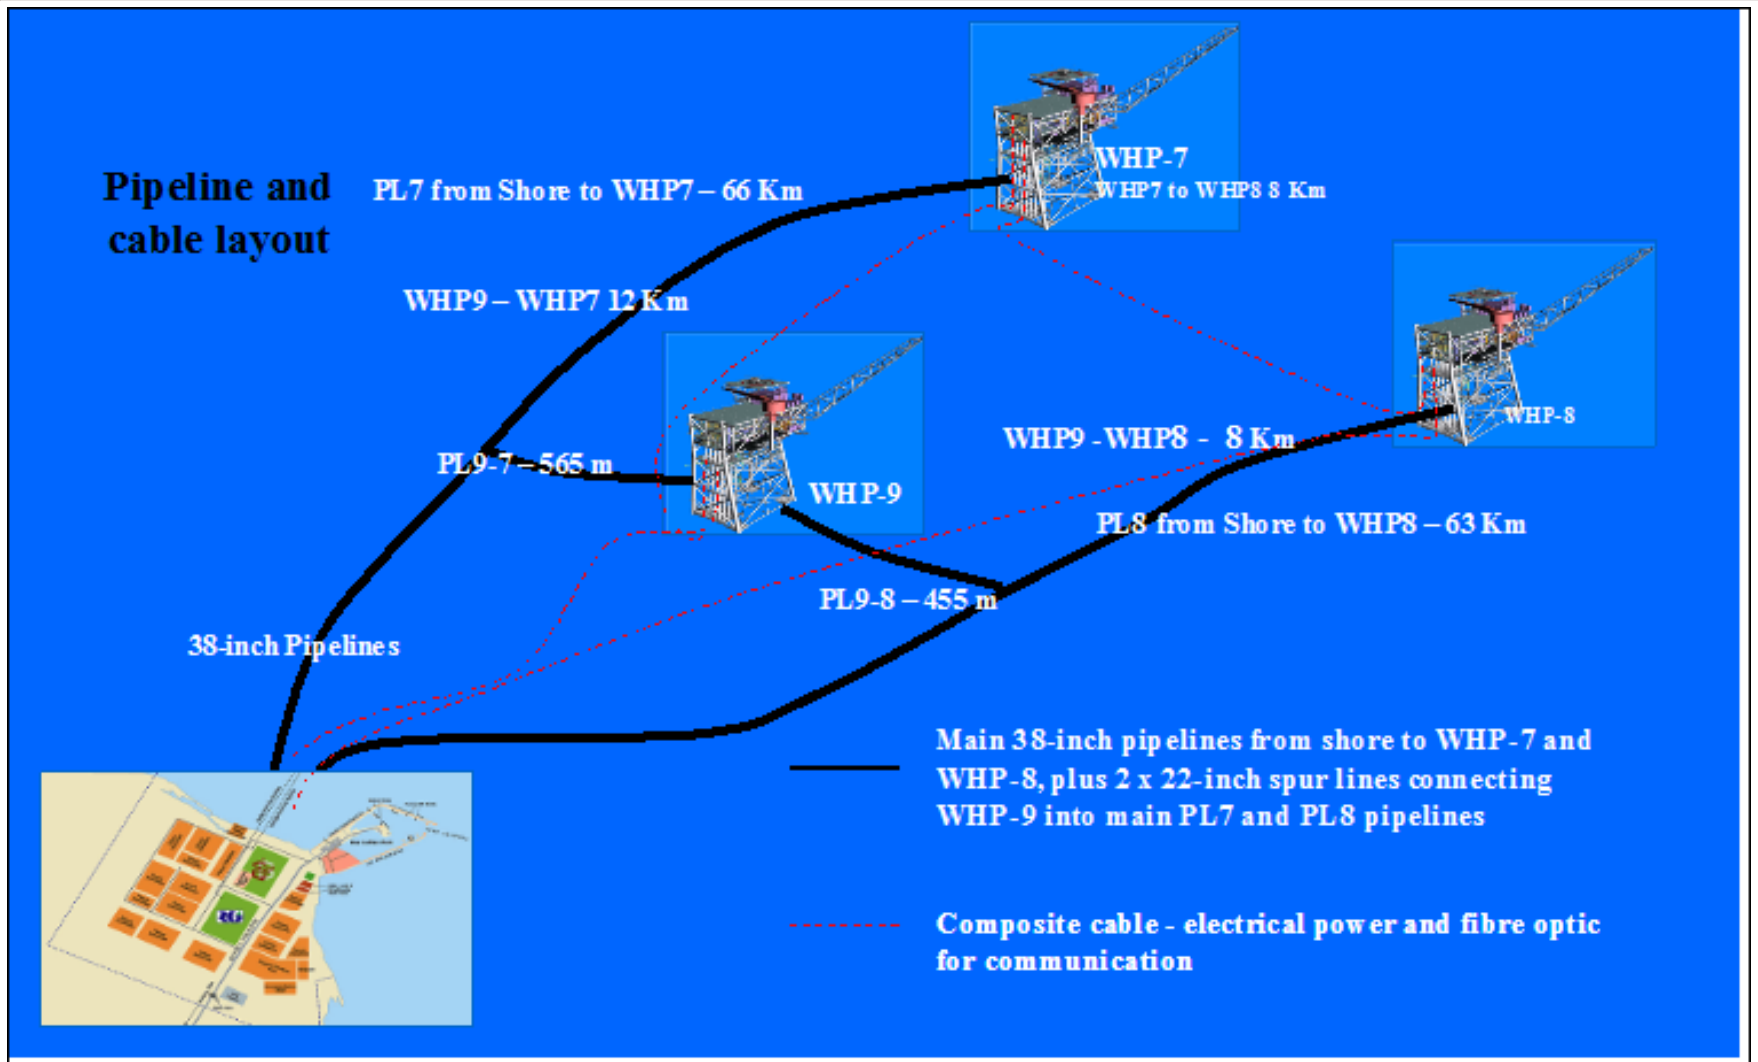 Pipeline and
cable layout
PL7 from Shore to WHP7 – 66 Km
WHP-7
WHP7 to WHP8 8 Km
WHP9 – WHP7 12 Km
WHP-8
WHP9 -WHP8 - 8 Km
PL9-7 – 565 m
WHP-9
PL8 from Shore to WHP8 – 63 Km
PL9-8 – 455 m
38-inch Pipelines
Main 38-inch pipelines from shore to WHP-7 and
WHP-8, plus 2 x 22-inch spur lines connecting
WHP-9 into main PL7 and PL8 pipelines
Composite cable - electrical power and fibre optic
for communication